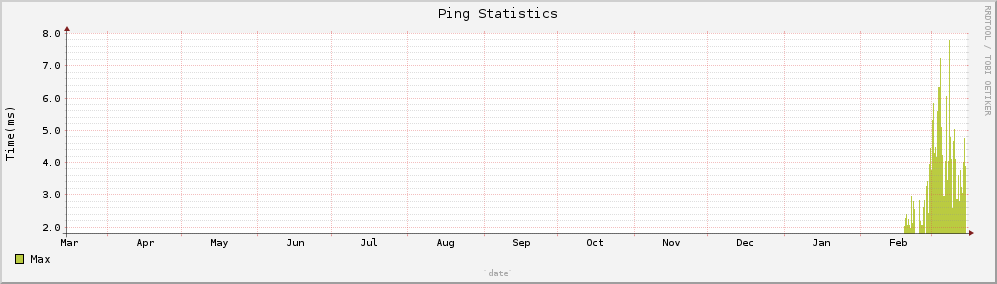 Ping Statistics
RRDTOOL / TOBI OETIKER
Time(ms)
8.0
7.0
6.0
5.0
4.0
3.0
2.0
Mar Apr May Jun Jul Aug Sep Oct Nov Dec Jan Feb
Max
`date`